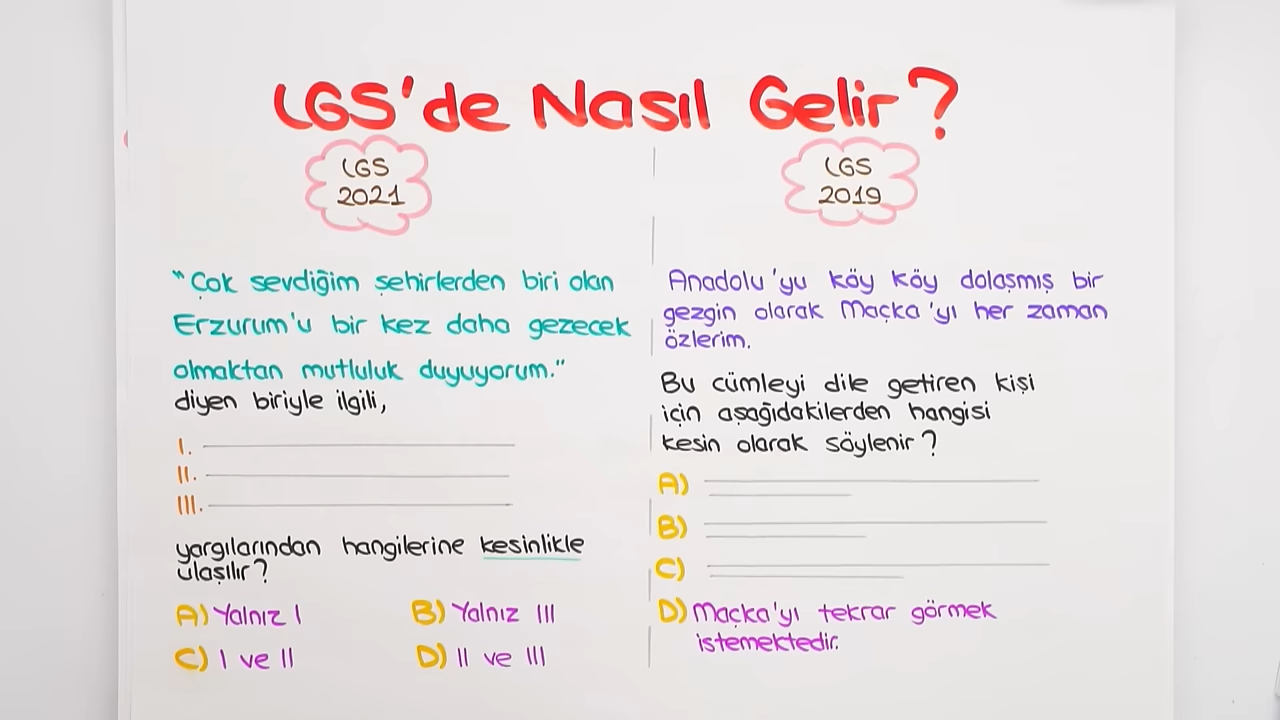 LGS'de Nasıl Gelir?
LGS
2021
"Çok sevdiğim şehirlerden biri olan
Erzurum'u bir kez daha gezecek
olmaktan mutluluk duyuyorum."
diyen biriyle ilgili,
I.
II.
III.
yargılarından hangilerine kesinlikle
ulaşılır?
A) Yalnız I
B) Yalnız III
C) I ve II
D) II ve III
LGS
2019
Anadolu'yu köy köy dolaşmış bir
gezgin olarak Maçka'yı her zaman
özlerim.
Bu cümleyi dile getiren kişi
için aşağıdakilerden hangisi
kesin olarak söylenir?
A)
B)
C)
D) Maçka'yı tekrar görmek
istemektedir.